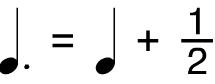 ♩. = ♩ + 1/2